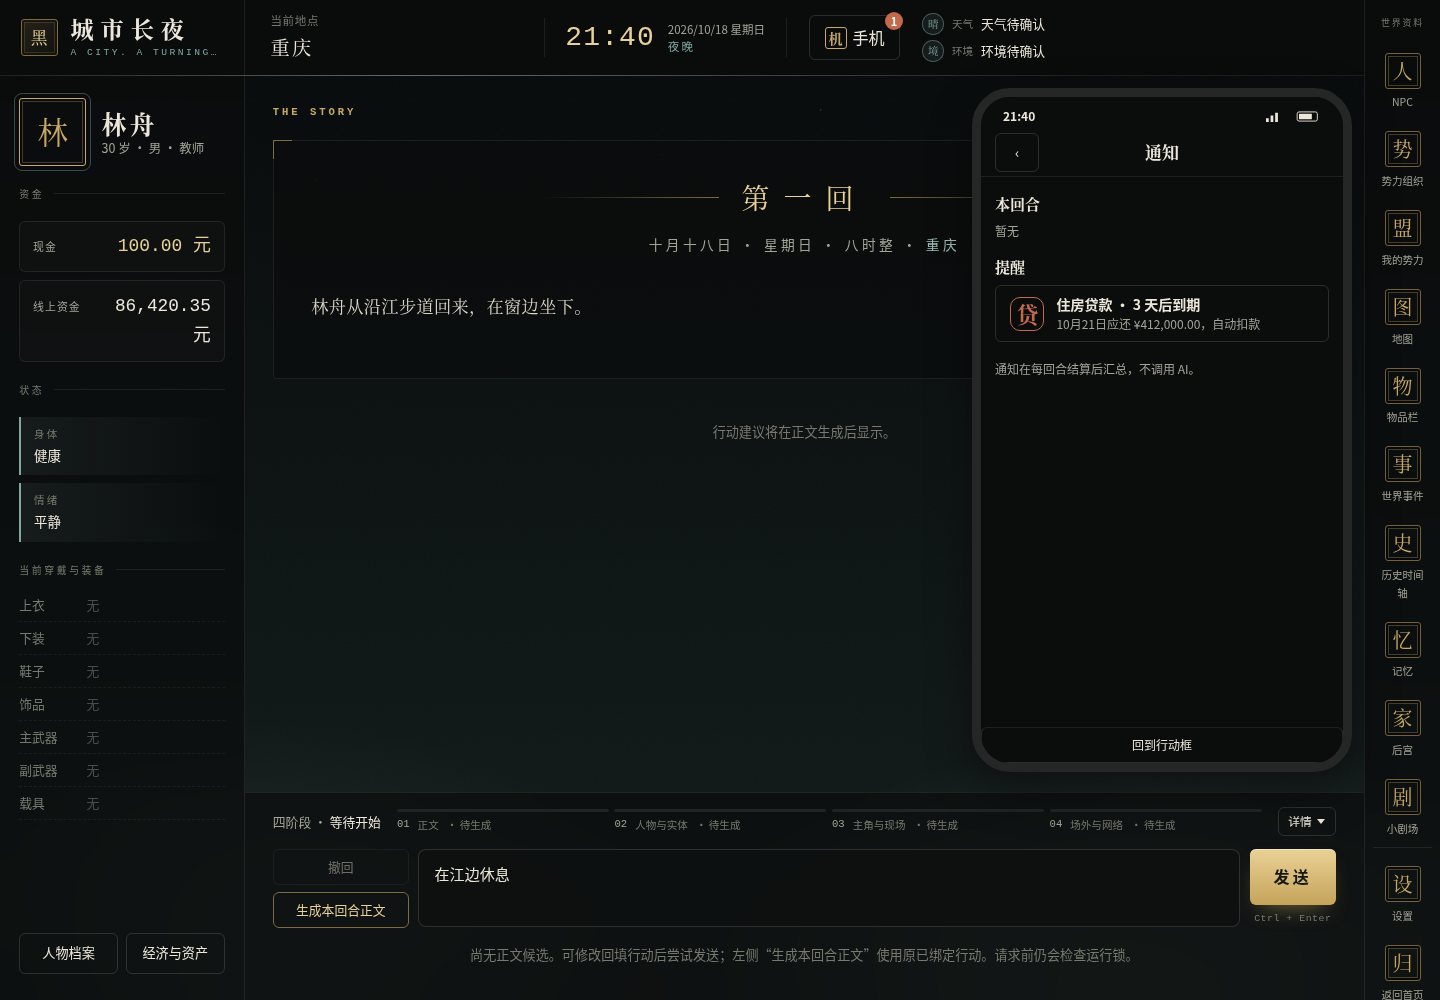 黑
城市长夜
A CITY. A TURNING…
当前地点
重庆
21:40
2026/10/18 星期日
夜晚
机 手机
1
晴 天气 天气待确认
境 环境 环境待确认
林
林舟
30 岁 · 男 · 教师
资金
现金 100.00 元
线上资金 86,420.35
元
状态
身体
健康
情绪
平静
当前穿戴与装备
上衣 无
下装 无
鞋子 无
饰品 无
主武器 无
副武器 无
载具 无
人物档案
经济与资产
THE STORY
第一回
十月十八日 · 星期日 · 八时整 · 重庆
林舟从沿江步道回来，在窗边坐下。
行动建议将在正文生成后显示。
21:40
‹
通知
本回合
暂无
提醒
贷
住房贷款 · 3 天后到期
10月21日应还 ¥412,000.00，自动扣款
通知在每回合结算后汇总，不调用 AI。
回到行动框
四阶段 · 等待开始
01 正文 · 待生成
02 人物与实体 · 待生成
03 主角与现场 · 待生成
04 场外与网络 · 待生成
详情
撤回
生成本回合正文
在江边休息
发送
Ctrl + Enter
尚无正文候选。可修改回填行动后尝试发送；左侧“生成本回合正文”使用原已绑定行动。请求前仍会检查运行锁。
世界资料
人
NPC
势
势力组织
盟
我的势力
图
地图
物
物品栏
事
世界事件
史
历史时间
轴
忆
记忆
家
后宫
剧
小剧场
设
设置
归
返回首页